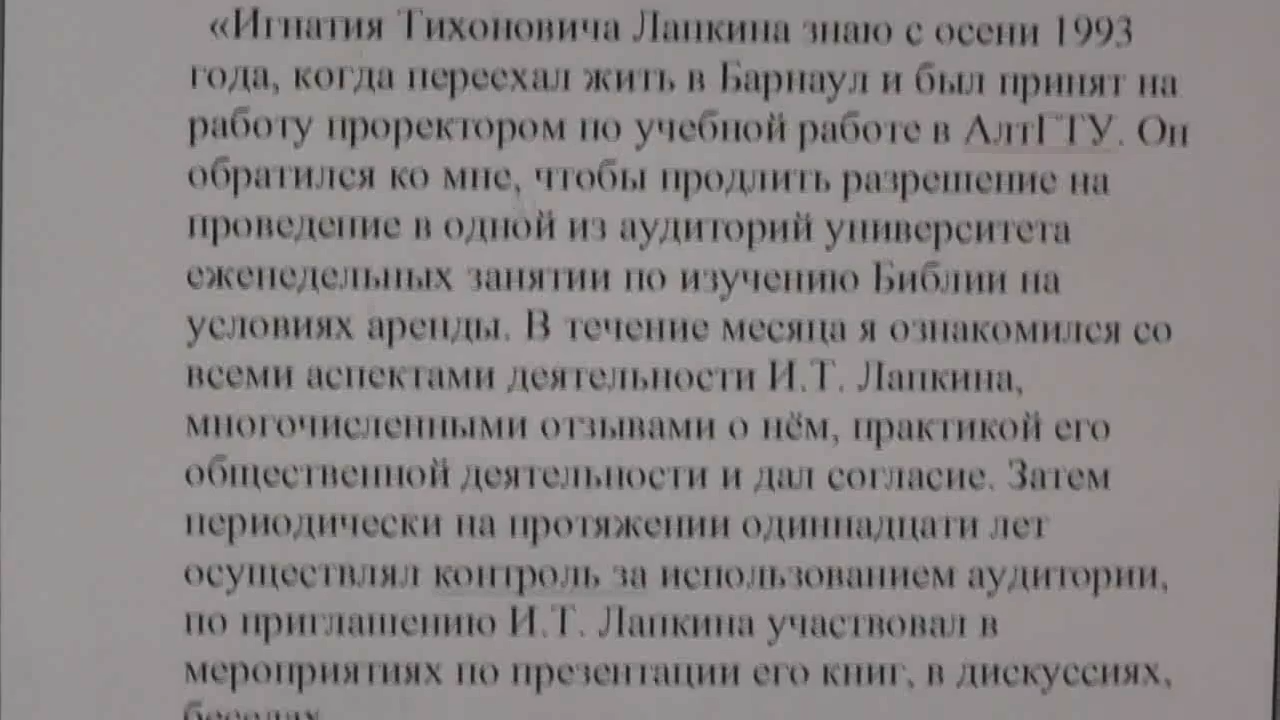 «Игнатия Тихоновича Лапкина знаю с осени 1993
года, когда переехал жить в Барнаул и был принят на
работу проректором по учебной работе в АлтГТУ. Он
обратился ко мне, чтобы продлить разрешение на
проведение в одной из аудиторий университета
еженедельных занятии по изучению Библии на
условиях аренды. В течение месяца я ознакомился со
всеми аспектами деятельности И.Т. Лапкина,
многочисленными отзывами о нём, практикой его
общественной деятельности и дал согласие. Затем
периодически на протяжении одиннадцати лет
осуществлял контроль за использованием аудитории,
по приглашению И.Т. Лапкина участвовал в
мероприятиях по презентации его книг, в дискуссиях,
беседах